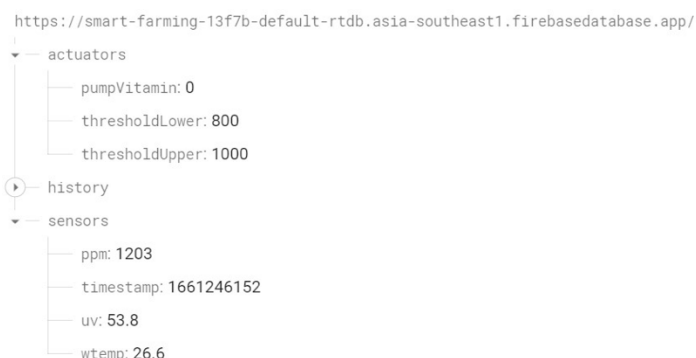 https://smart-farming-13f7b-default-rtdb.asia-southeast1.firebasedatabase.app/
actuators
pumpVitamin: 0
thresholdLower: 800
thresholdUpper: 1000
history
sensors
ppm: 1203
timestamp: 1661246152
uv: 53.8
wtemp: 26.6